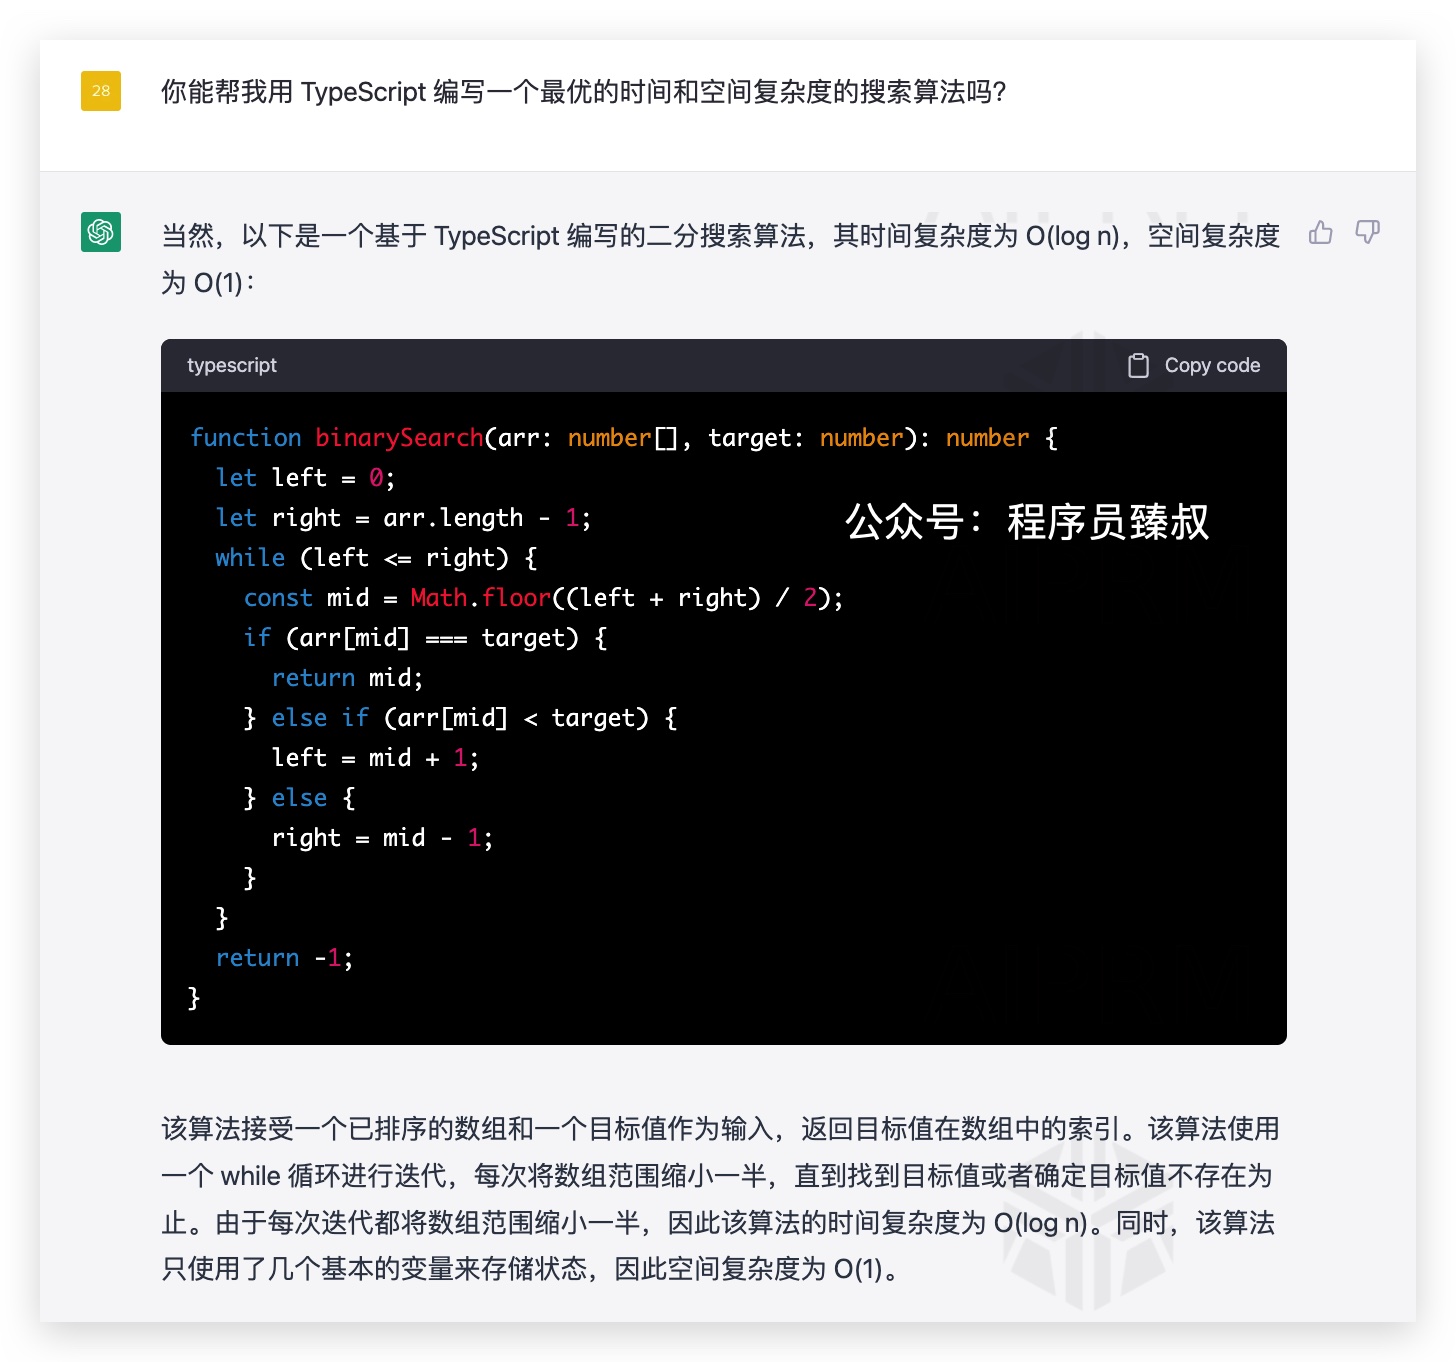 28
你能帮我用 TypeScript 编写一个最优的时间和空间复杂度的搜索算法吗?
当然，以下是一个基于 TypeScript 编写的二分搜索算法，其时间复杂度为 O(log n)，空间复杂度
为 O(1)：
typescript
Copy code
function binarySearch(arr: number[], target: number): number {
  let left = 0;
  let right = arr.length - 1;
公众号：程序员臻叔
  while (left <= right) {
    const mid = Math.floor((left + right) / 2);
    if (arr[mid] === target) {
      return mid;
    } else if (arr[mid] < target) {
      left = mid + 1;
    } else {
      right = mid - 1;
    }
  }
  return -1;
}
该算法接受一个已排序的数组和一个目标值作为输入，返回目标值在数组中的索引。该算法使用
一个 while 循环进行迭代，每次将数组范围缩小一半，直到找到目标值或者确定目标值不存在为
止。由于每次迭代都将数组范围缩小一半，因此该算法的时间复杂度为 O(log n)。同时，该算法
只使用了几个基本的变量来存储状态，因此空间复杂度为 O(1)。